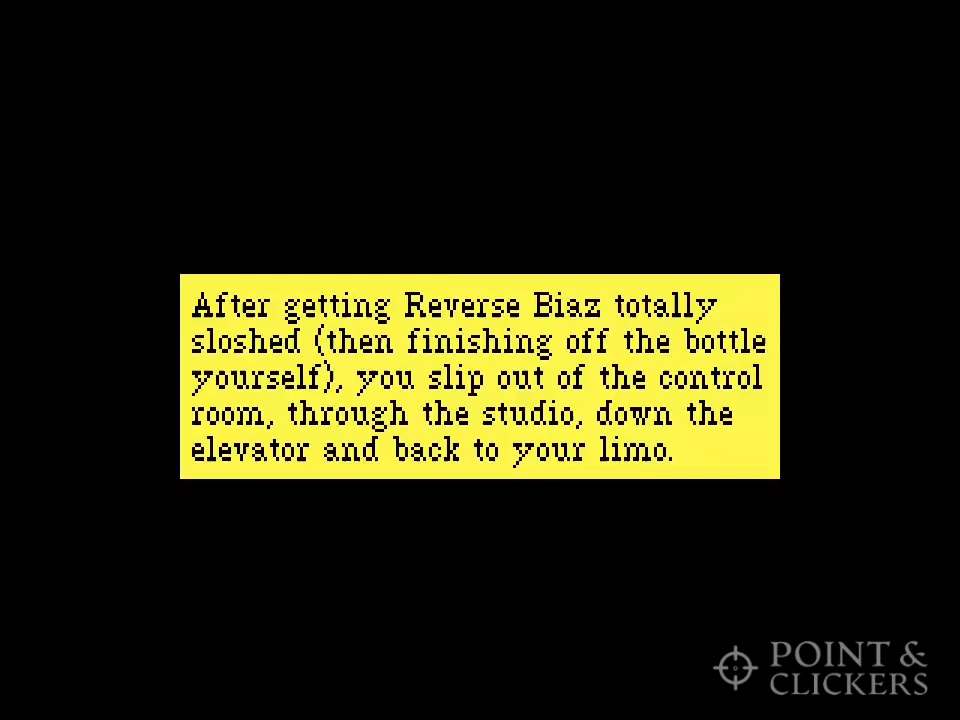 After getting Reverse Biaz totally
sloshed (then finishing off the bottle
yourself), you slip out of the control
room, through the studio, down the
elevator and back to your limo.
POINT &
CLICKERS